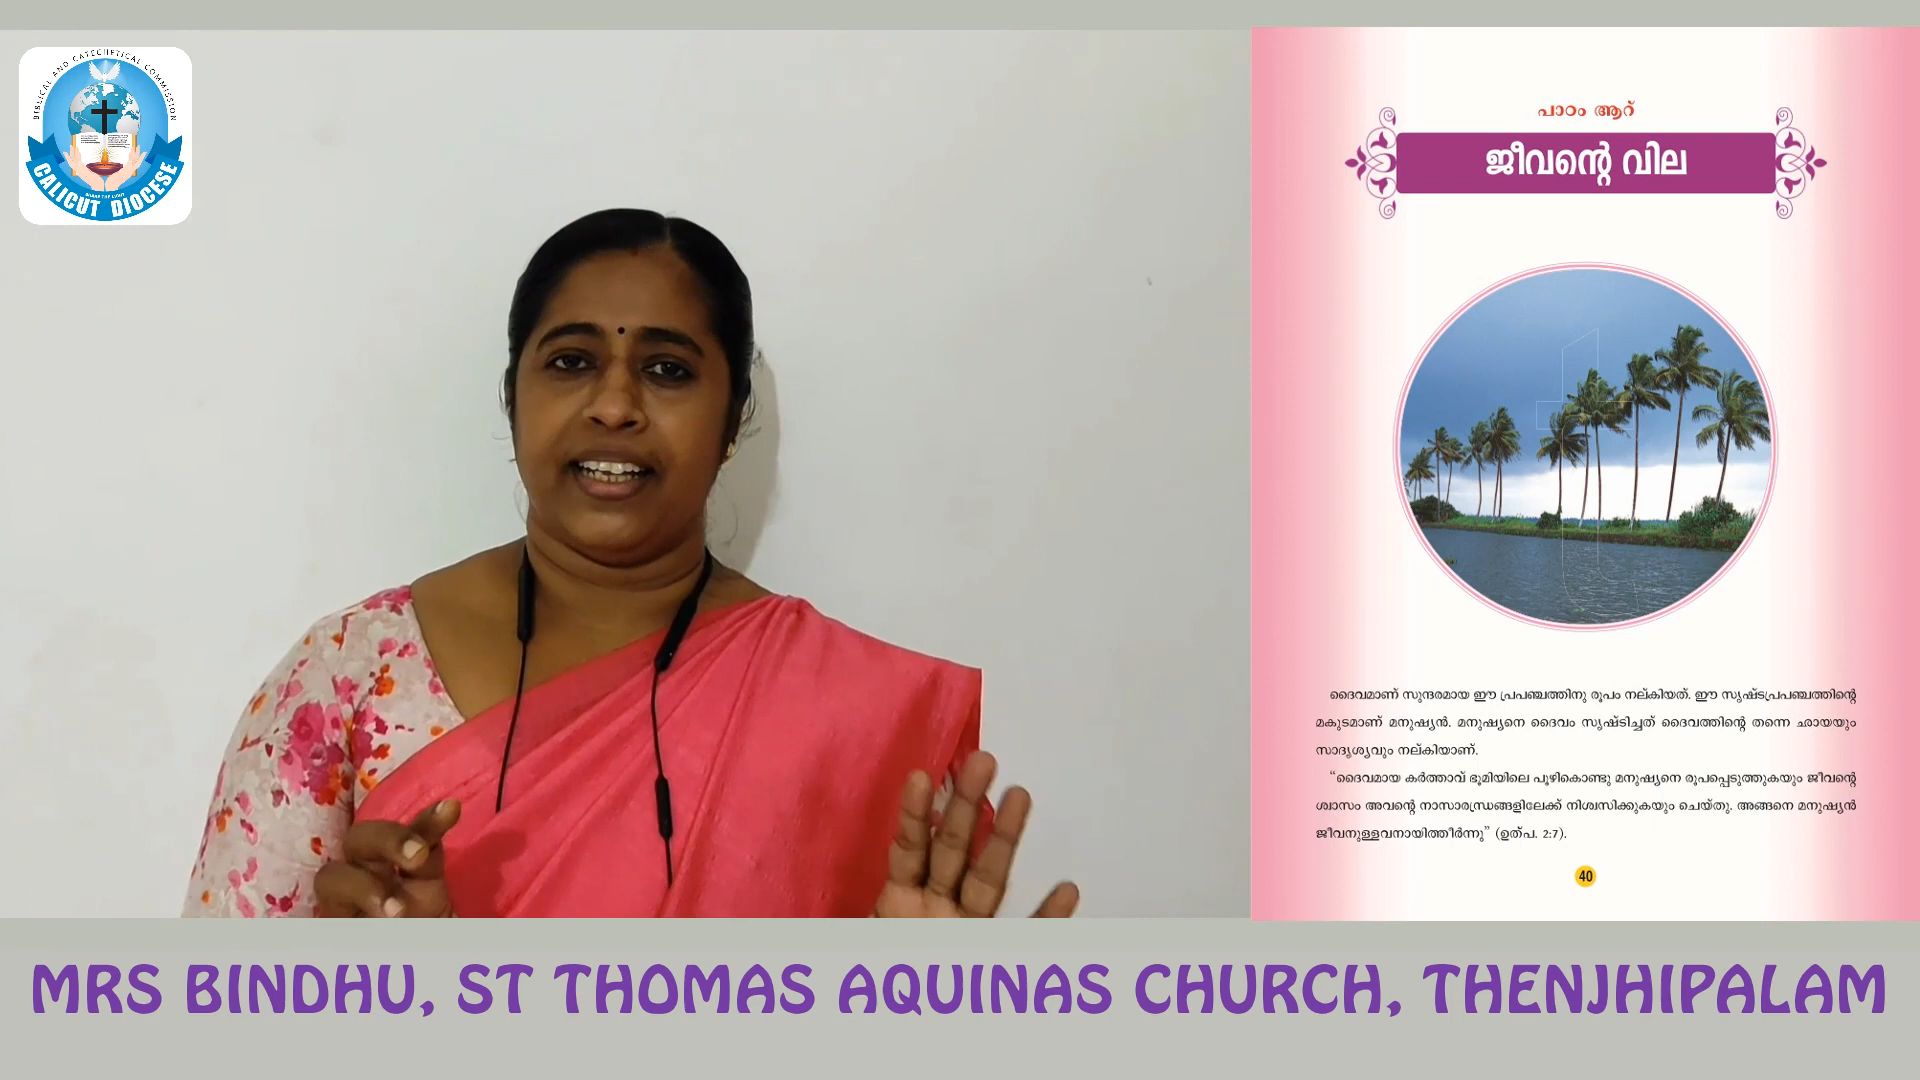 BIBLICAL AND CATECHETICAL COMMISSION
CALICUT DIOCESE
പാഠം ആറ്
ജീവന്റെ വില
ദൈവമാണ് സുന്ദരമായ ഈ പ്രപഞ്ചത്തിനു രൂപം നല്കിയത്. ഈ സൃഷ്ടപ്രപഞ്ചത്തിന്റെ
മകുടമാണ് മനുഷ്യൻ. മനുഷ്യനെ ദൈവം സൃഷ്ടിച്ചത് ദൈവത്തിന്റെ തന്നെ ഛായയും
സാദൃശ്യവും നല്കിയാണ്.
“ദൈവമായ കർത്താവ് ഭൂമിയിലെ പൂഴികൊണ്ടു മനുഷ്യനെ രൂപപ്പെടുത്തുകയും ജീവന്റെ
ശ്വാസം അവന്റെ നാസാരന്ധ്രങ്ങളിലേക്ക് നിശ്വസിക്കുകയും ചെയ്തു. അങ്ങനെ മനുഷ്യൻ
ജീവനുള്ളവനായിത്തീർന്നു” (ഉത്പ. 2:7).
40
MRS BINDHU, ST THOMAS AQUINAS CHURCH, THENJHIPALAM